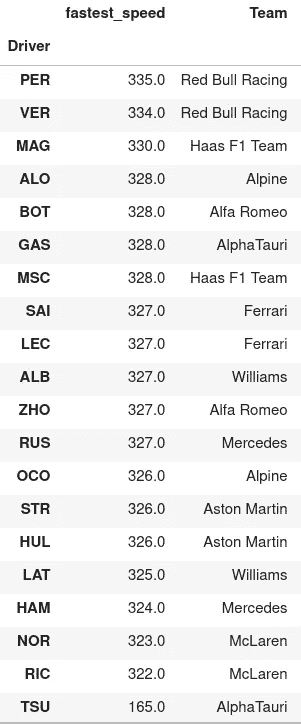 fastest_speed Team
Driver
PER 335.0 Red Bull Racing
VER 334.0 Red Bull Racing
MAG 330.0 Haas F1 Team
ALO 328.0 Alpine
BOT 328.0 Alfa Romeo
GAS 328.0 AlphaTauri
MSC 328.0 Haas F1 Team
SAI 327.0 Ferrari
LEC 327.0 Ferrari
ALB 327.0 Williams
ZHO 327.0 Alfa Romeo
RUS 327.0 Mercedes
OCO 326.0 Alpine
STR 326.0 Aston Martin
HUL 326.0 Aston Martin
LAT 325.0 Williams
HAM 324.0 Mercedes
NOR 323.0 McLaren
RIC 322.0 McLaren
TSU 165.0 AlphaTauri